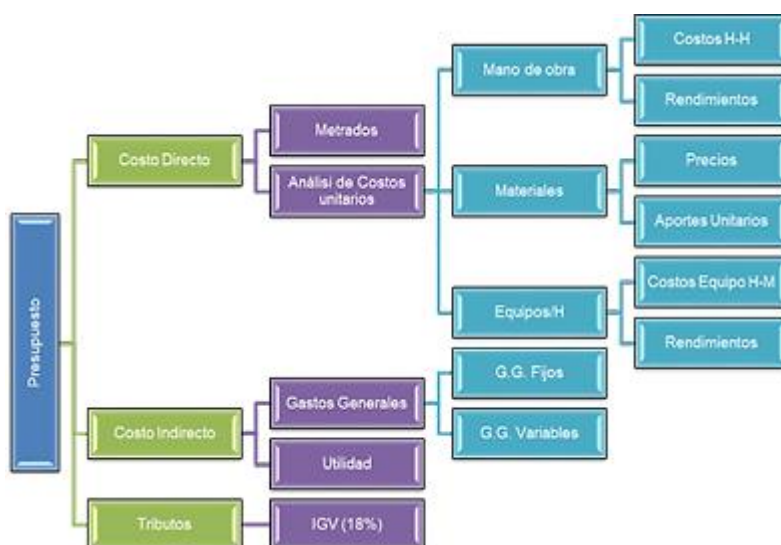 Presupuesto
Costo Directo
Metrados
Análisi de Costos
unitarios
Mano de obra
Costos H-H
Rendimientos
Materiales
Precios
Aportes Unitarios
Equipos/H
Costos Equipo H-M
Rendimientos
Costo Indirecto
Gastos Generales
G.G. Fijos
G.G. Variables
Utilidad
Tributos
IGV (18%)